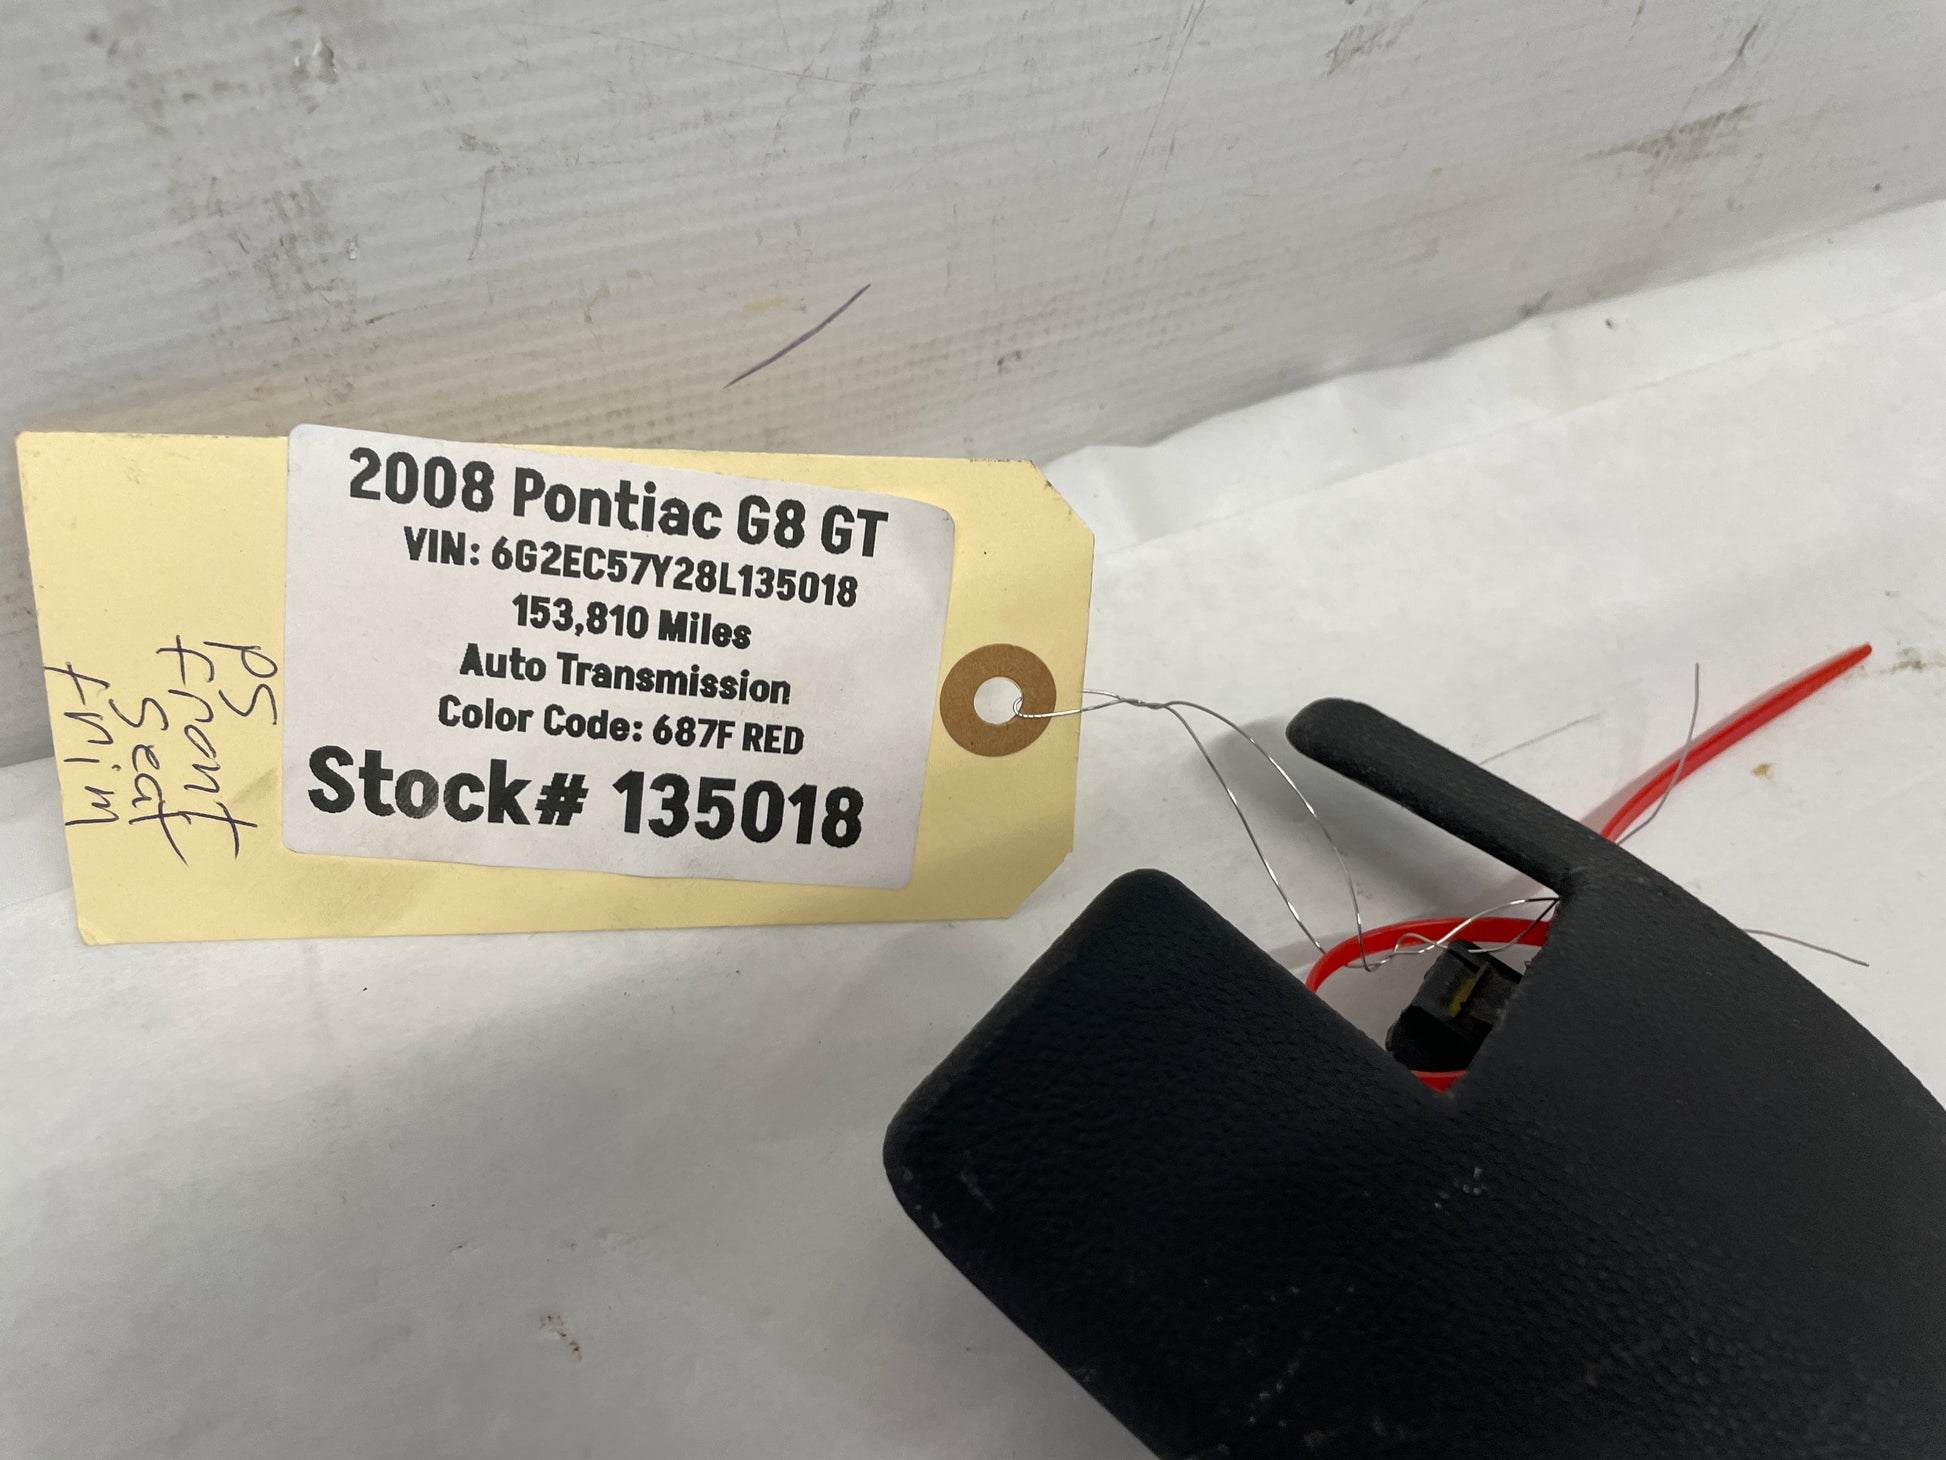 2008 Pontiac G8 GT
VIN: 6G2EC57Y28L135018
153,810 Miles
Auto Transmission
Color Code: 687F RED
Stock# 135018
PS
front
Seat
trim